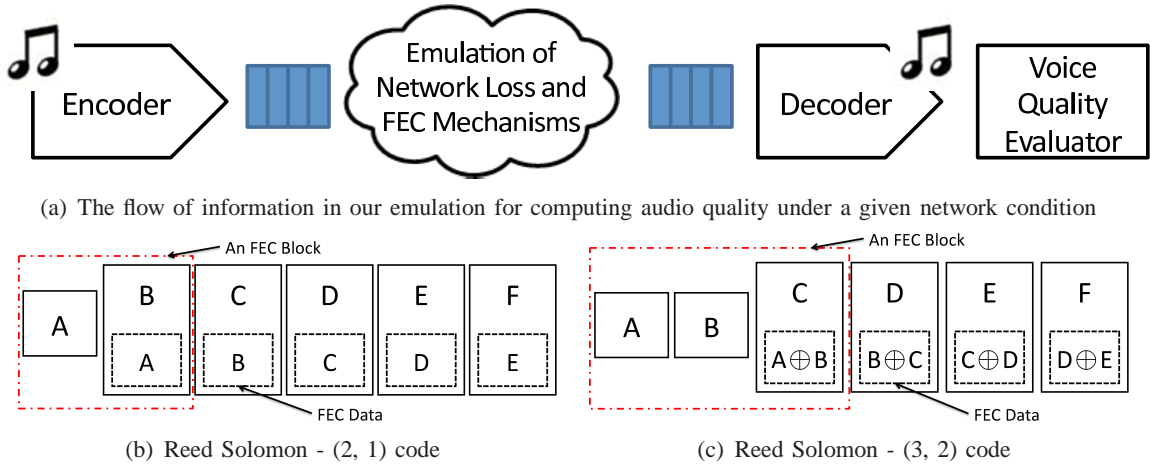 Encoder
Emulation of
Network Loss and
FEC Mechanisms
Decoder
Voice
Quality
Evaluator
(a) The flow of information in our emulation for computing audio quality under a given network condition
An FEC Block
A
B
A
C
B
D
C
E
D
F
E
FEC Data
(b) Reed Solomon - (2, 1) code
An FEC Block
A
B
C
A⊕B
D
B⊕C
E
C⊕D
F
D⊕E
FEC Data
(c) Reed Solomon - (3, 2) code